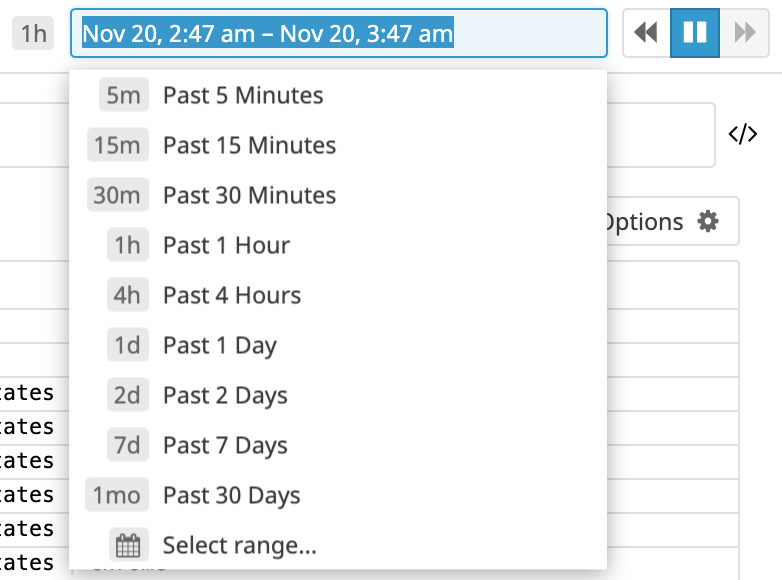 1h Nov 20, 2:47 am – Nov 20, 3:47 am
5m Past 5 Minutes
15m Past 15 Minutes
</>
30m Past 30 Minutes
Options
1h Past 1 Hour
4h Past 4 Hours
1d Past 1 Day
2d Past 2 Days
tates
tates
7d Past 7 Days
tates
1mo Past 30 Days
tates
tates
Select range...
tates